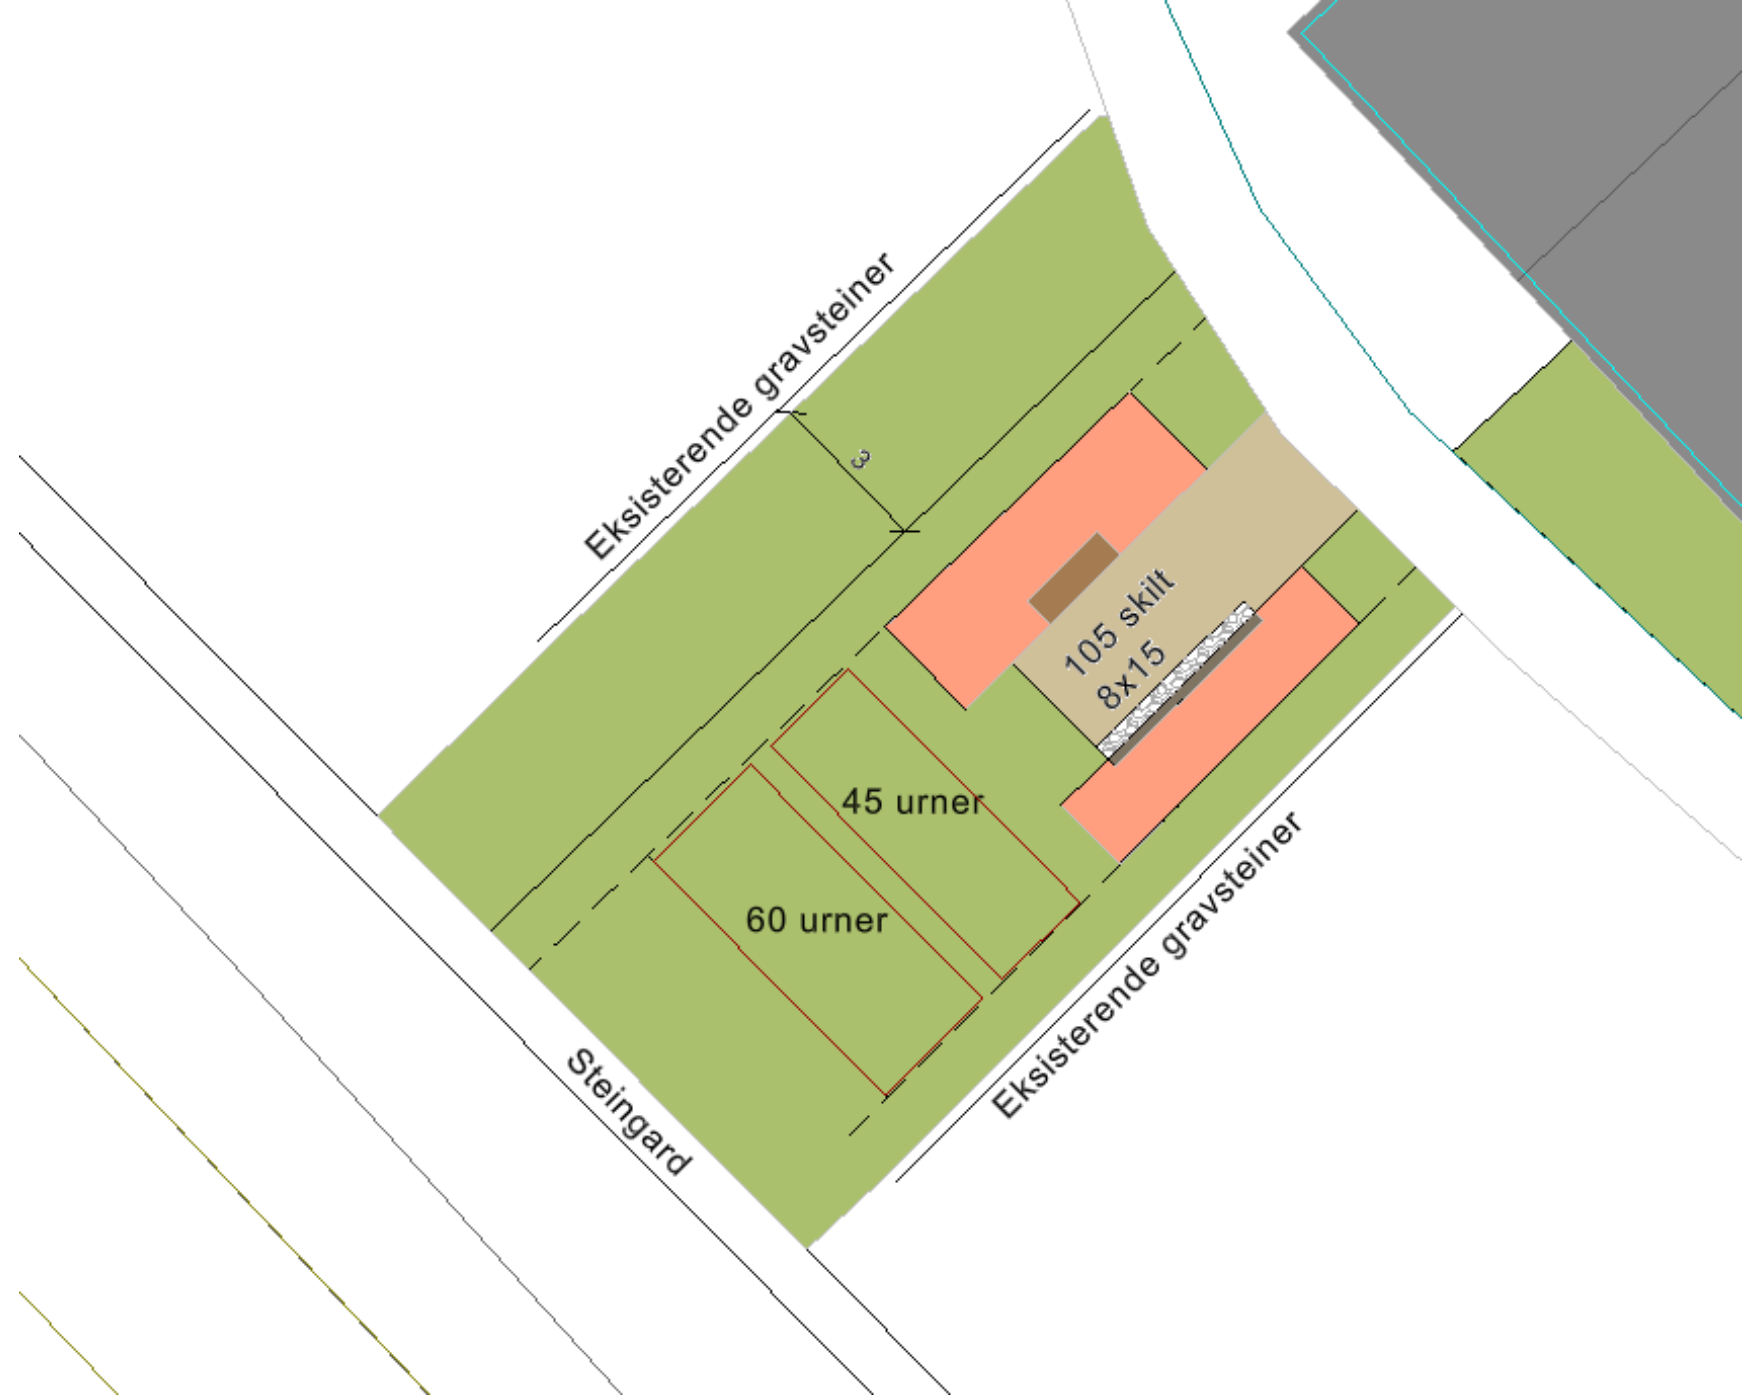 Eksisterende gravsteiner
3
105 skilt
8x15
45 urner
60 urner
Eksisterende gravsteiner
Steingard